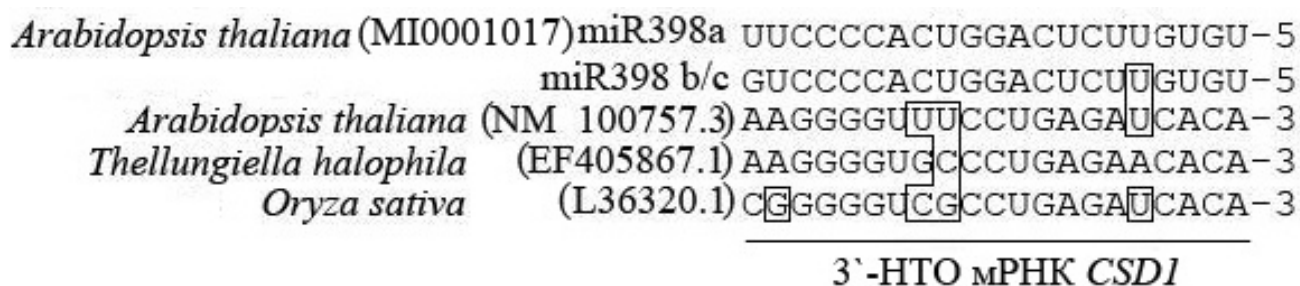 Arabidopsis thaliana (MI0001017)miR398a UUCCCCACUGGACUCUUGUGU-5
miR398 b/c GUCCCCACUGGACUCUUGUGU-5
Arabidopsis thaliana (NM 100757.3) AAGGGGUUUCCUGAGAUCACA-3
Thellungiella halophila (EF405867.1) AAGGGGUGCCCUGAGAACACA-3
Oryza sativa (L36320.1) CGGGGGUCGCCUGAGAUCACA-3
3`-НТО мРНК CSD1